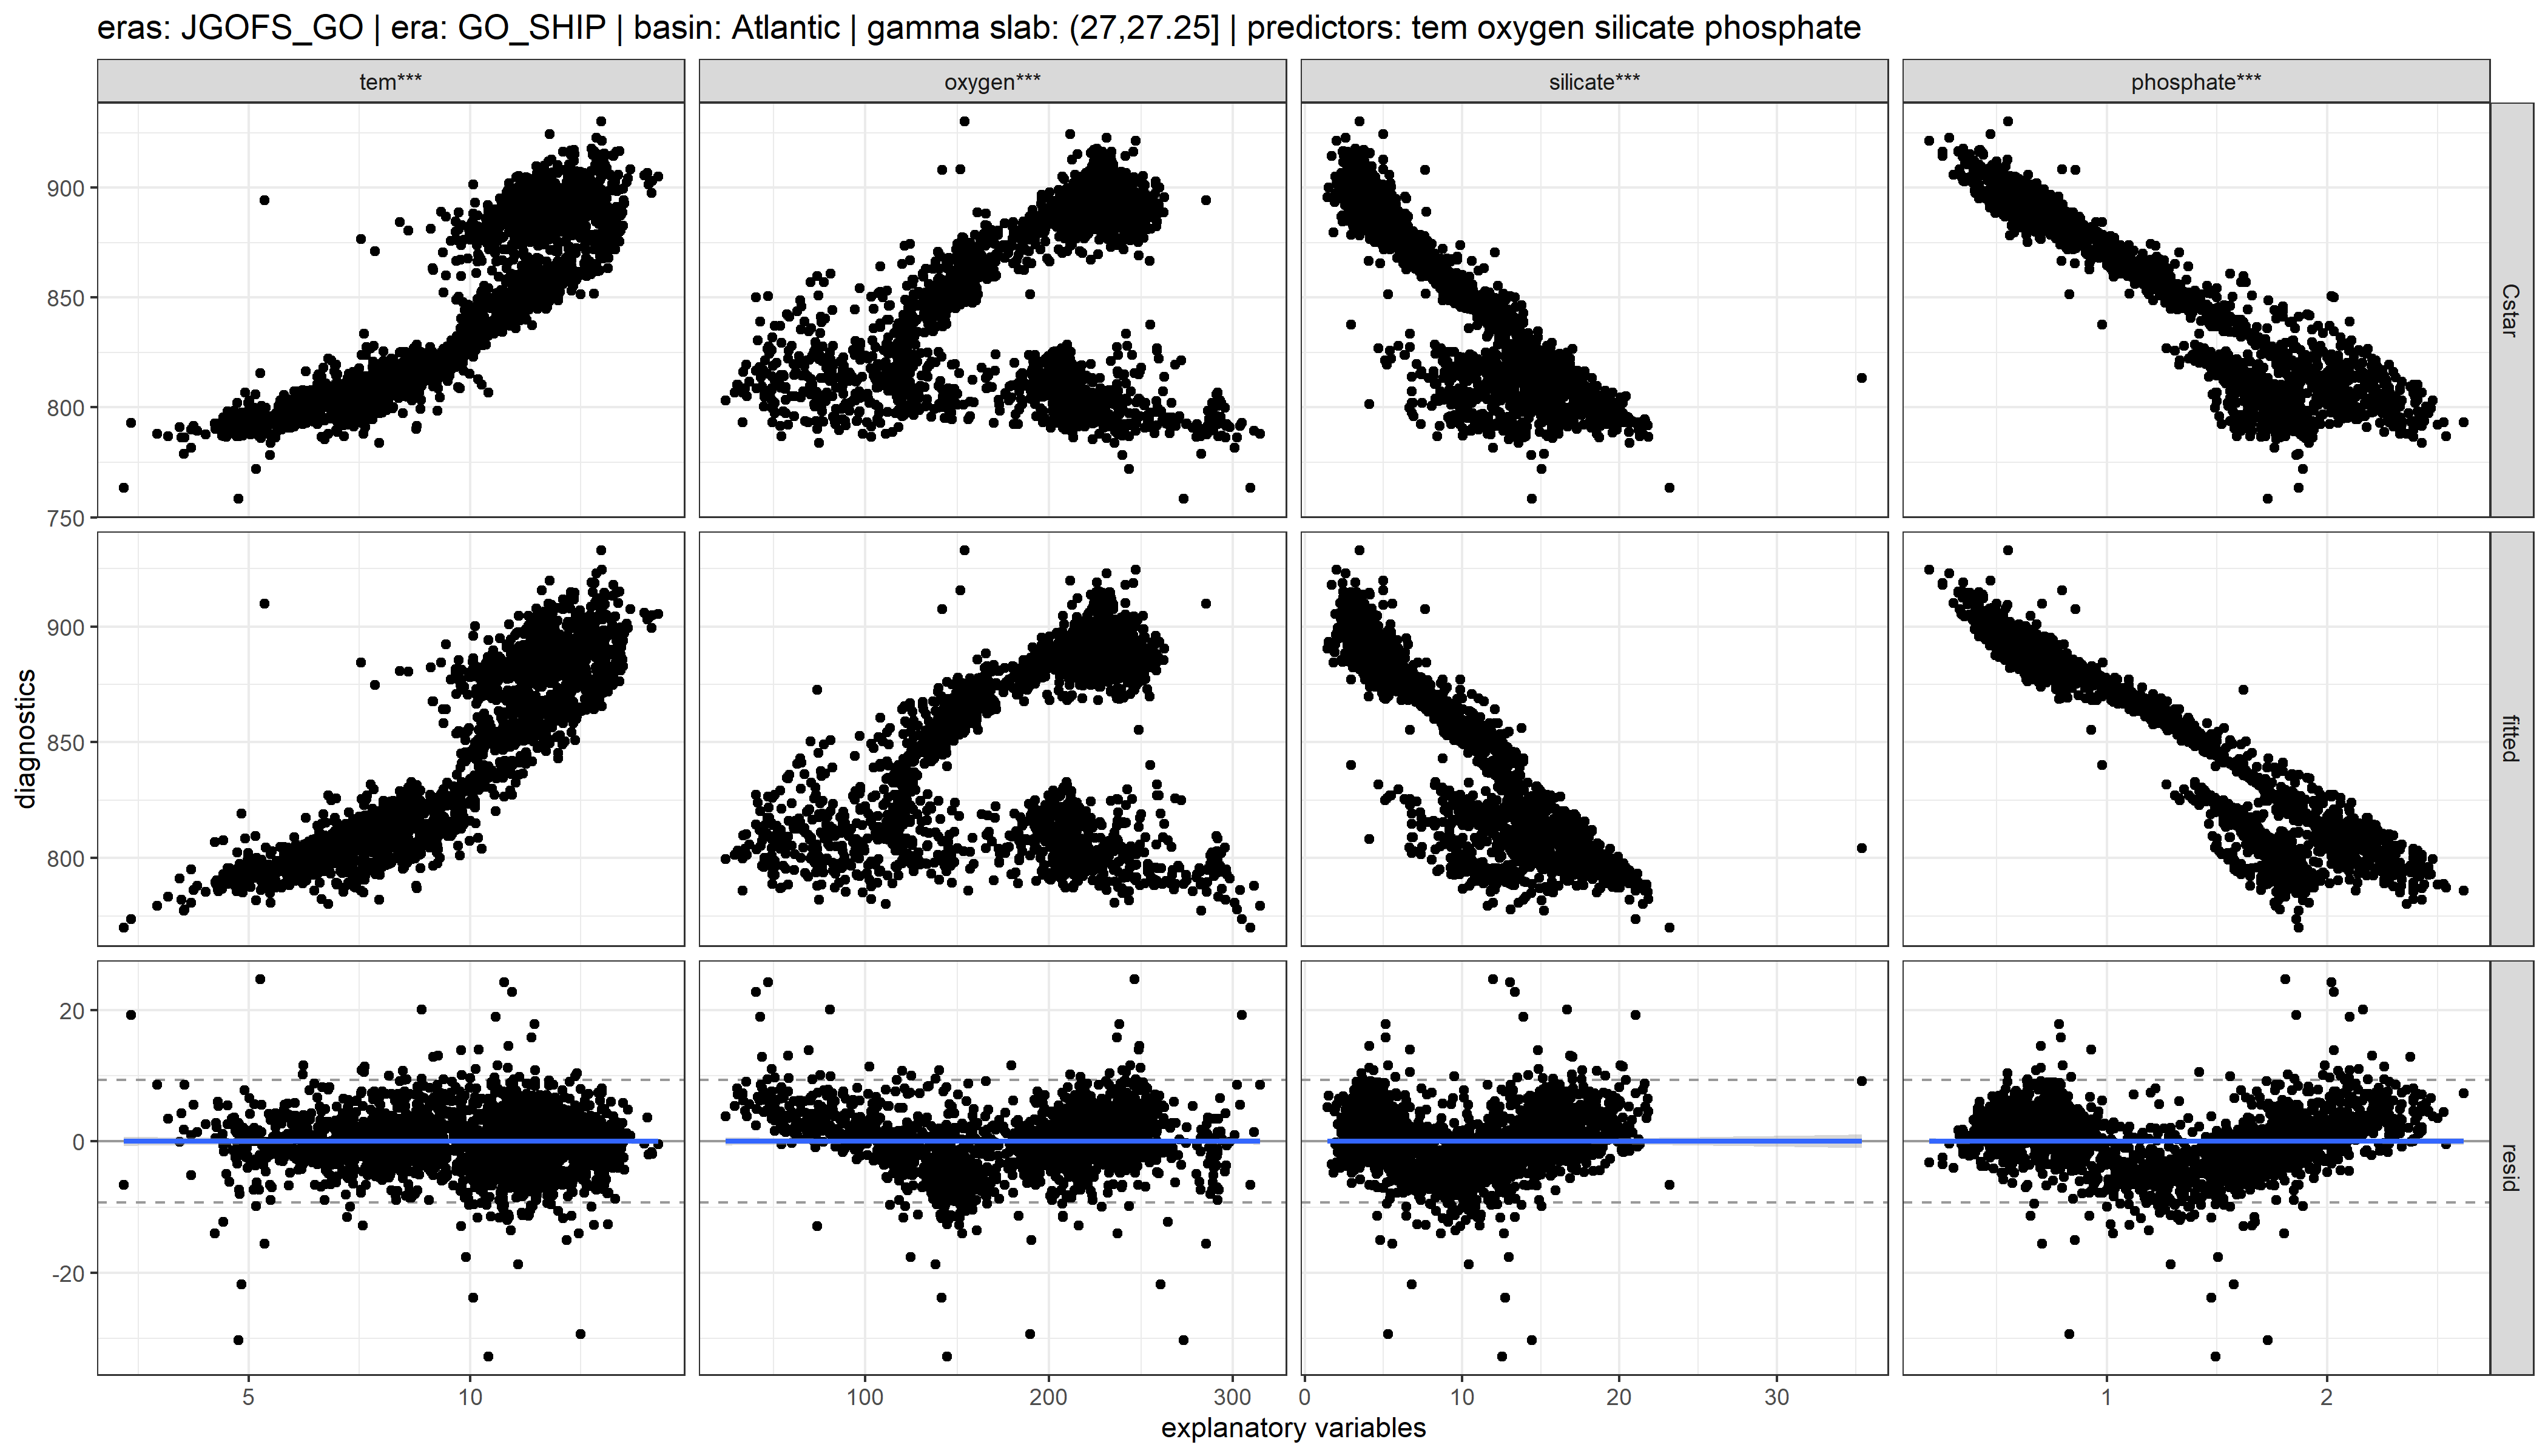 eras: JGOFS_GO | era: GO_SHIP | basin: Atlantic | gamma slab: (27,27.25] | predictors: tem oxygen silicate phosphate
tem*** oxygen*** silicate*** phosphate***
900
850
800
750
Cstar
diagnostics
900
850
800
fitted
20
0
-20
resid
5 10 100 200 300 0 10 20 30 1 2
explanatory variables